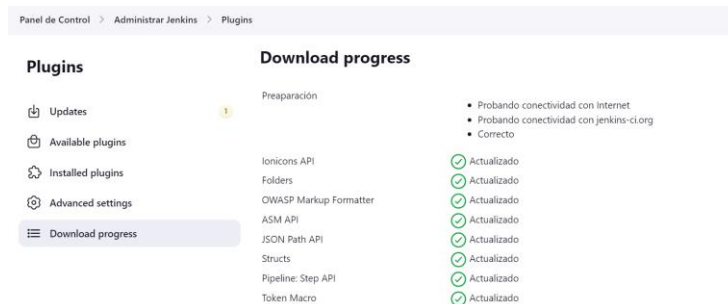 Panel de Control > Administrar Jenkins > Plugins
Plugins
Updates 1
Available plugins
Installed plugins
Advanced settings
Download progress
Download progress
Preaparación
Probando conectividad con Internet
Probando conectividad con jenkins-ci.org
Correcto
Ionicons API Actualizado
Folders Actualizado
OWASP Markup Formatter Actualizado
ASM API Actualizado
JSON Path API Actualizado
Structs Actualizado
Pipeline: Step API Actualizado
Token Macro Actualizado